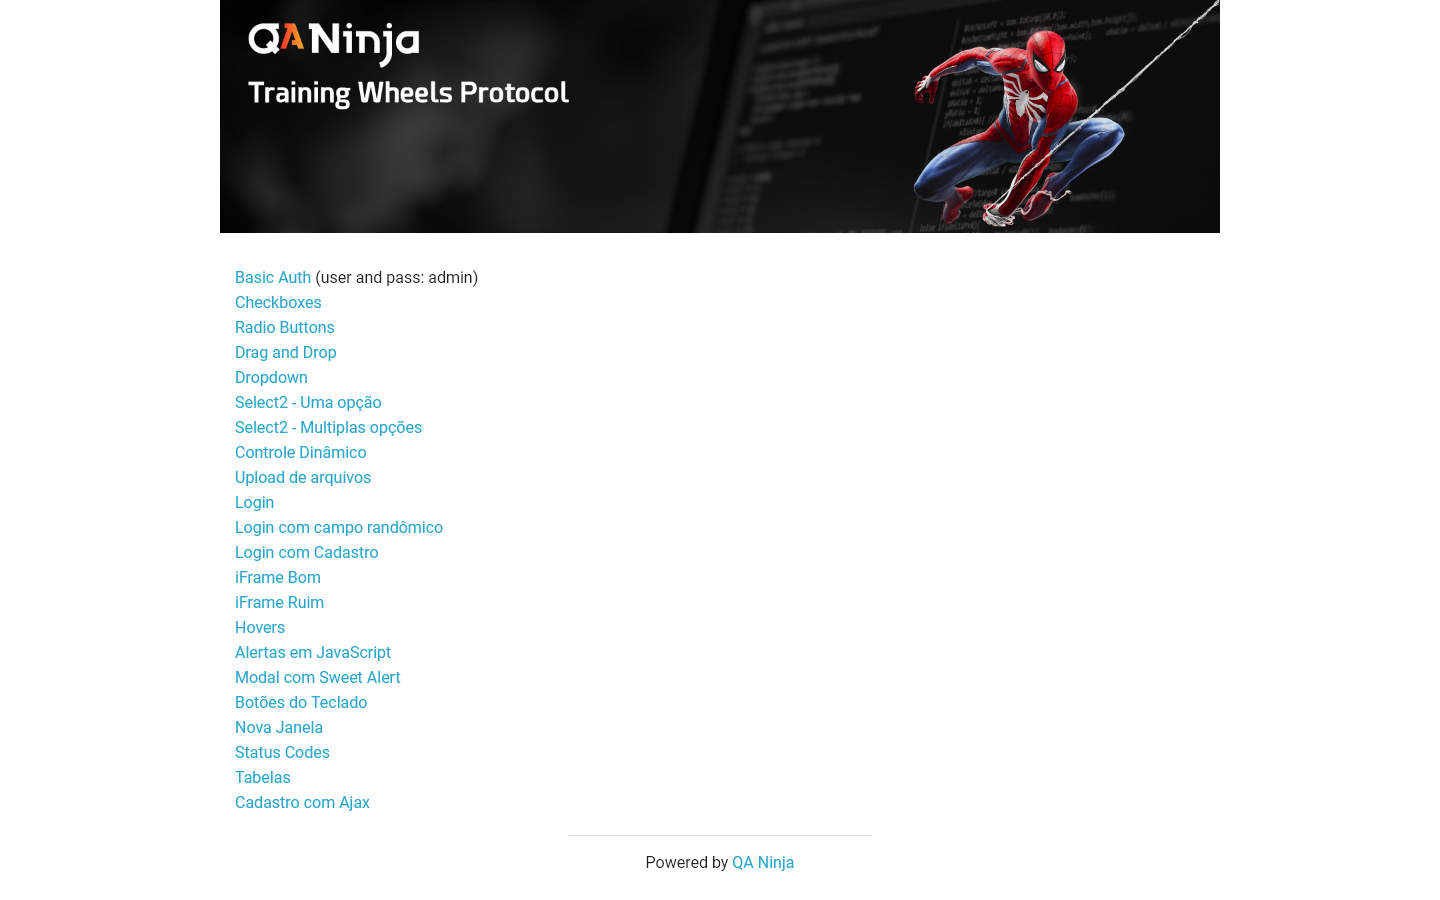 QA Ninja
Training Wheels Protocol
Basic Auth (user and pass: admin)
Checkboxes
Radio Buttons
Drag and Drop
Dropdown
Select2 - Uma opção
Select2 - Multiplas opções
Controle Dinâmico
Upload de arquivos
Login
Login com campo randômico
Login com Cadastro
iFrame Bom
iFrame Ruim
Hovers
Alertas em JavaScript
Modal com Sweet Alert
Botões do Teclado
Nova Janela
Status Codes
Tabelas
Cadastro com Ajax
Powered by QA Ninja